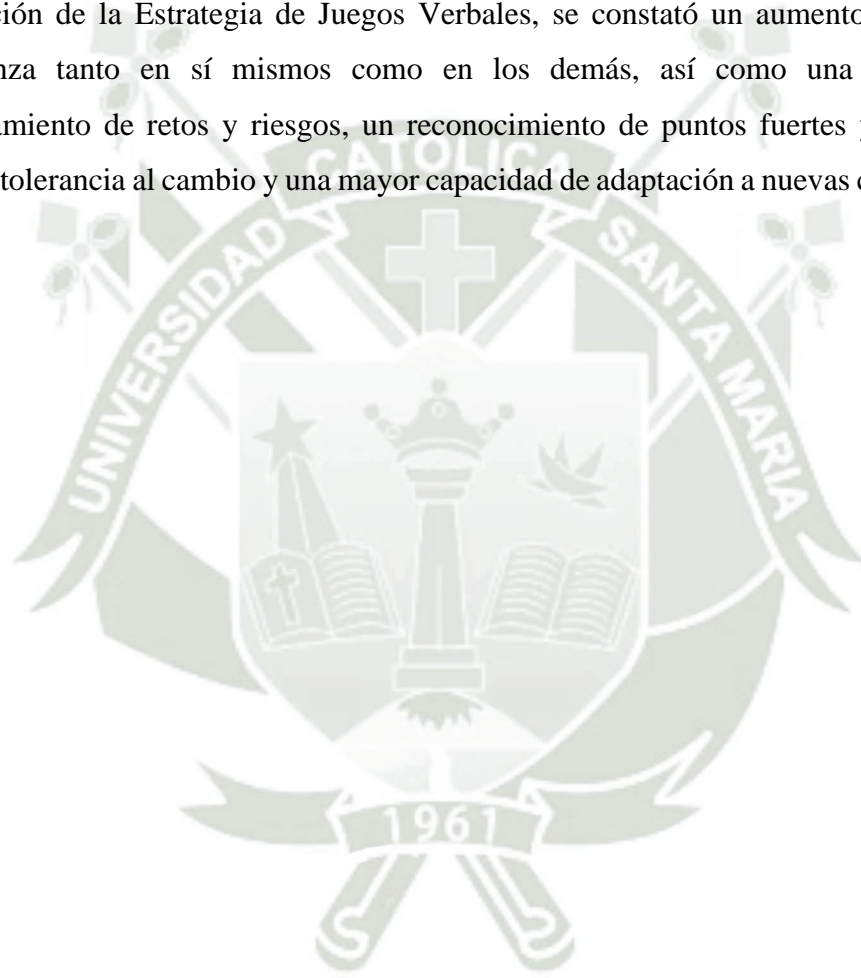 ción de la Estrategia de Juegos Verbales, se constató un aumento
nza tanto en sí mismos como en los demás, así como una
amiento de retos y riesgos, un reconocimiento de puntos fuertes y
tolerancia al cambio y una mayor capacidad de adaptación a nuevas
CATOLICA
UNIVERSIDAD
SANTA MARIA
1961